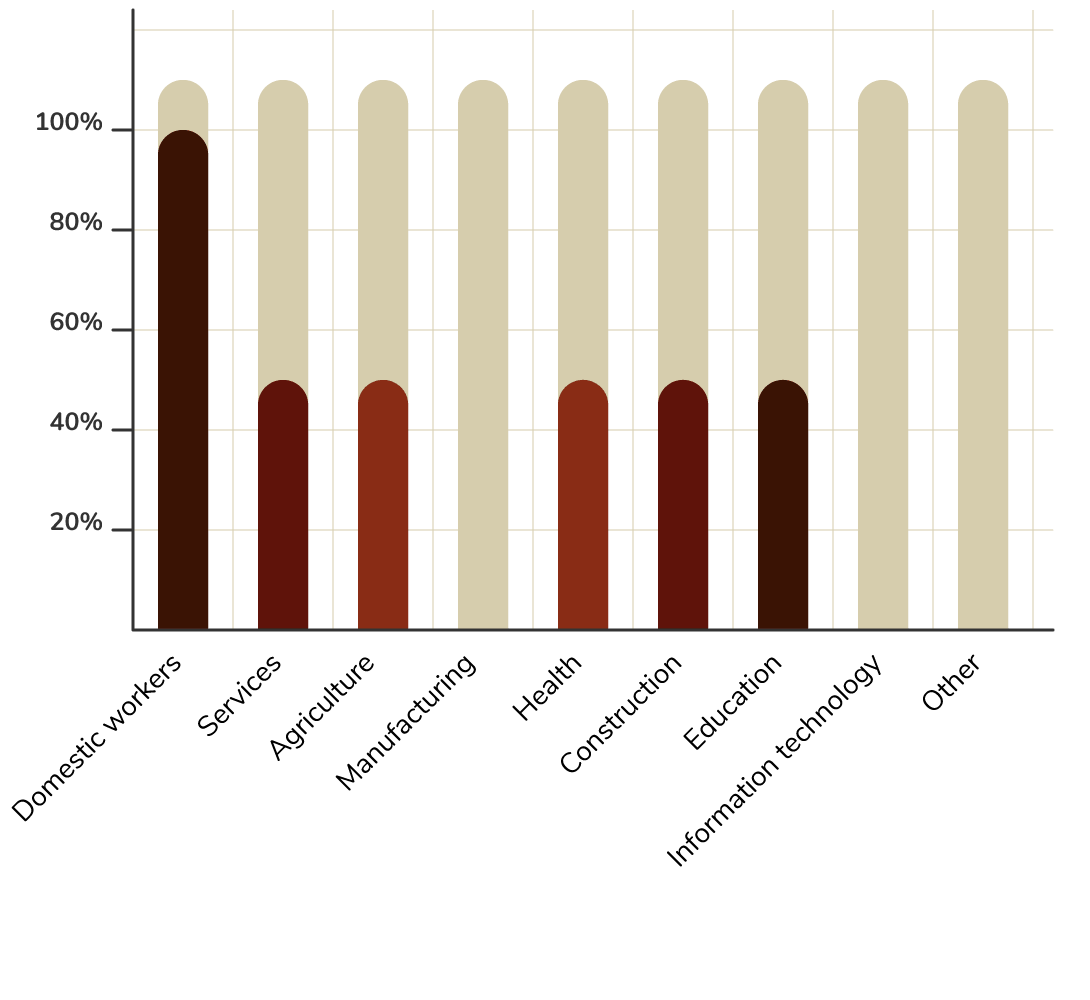 100%
80%
60%
40%
20%
Domestic workers
Services
Agriculture
Manufacturing
Health
Construction
Education
Information technology
Other